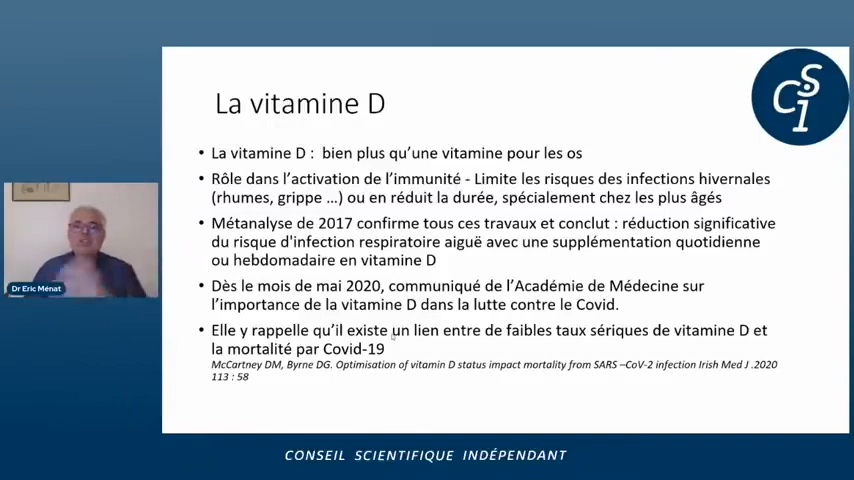 La vitamine D
• La vitamine D : bien plus qu'une vitamine pour les os
• Rôle dans l'activation de l'immunité - Limite les risques des infections hivernales
(rhumes, grippe ...) ou en réduit la durée, spécialement chez les plus âgés
• Métanalyse de 2017 confirme tous ces travaux et conclut : réduction significative
du risque d'infection respiratoire aiguë avec une supplémentation quotidienne
ou hebdomadaire en vitamine D
• Dès le mois de mai 2020, communiqué de l'Académie de Médecine sur
l'importance de la vitamine D dans la lutte contre le Covid.
• Elle y rappelle qu'il existe un lien entre de faibles taux sériques de vitamine D et
la mortalité par Covid-19
McCartney DM, Byrne DG. Optimisation of vitamin D status impact mortality from SARS –CoV-2 infection Irish Med J .2020
113 : 58
CSI
Dr Eric Ménat
CONSEIL SCIENTIFIQUE INDÉPENDANT